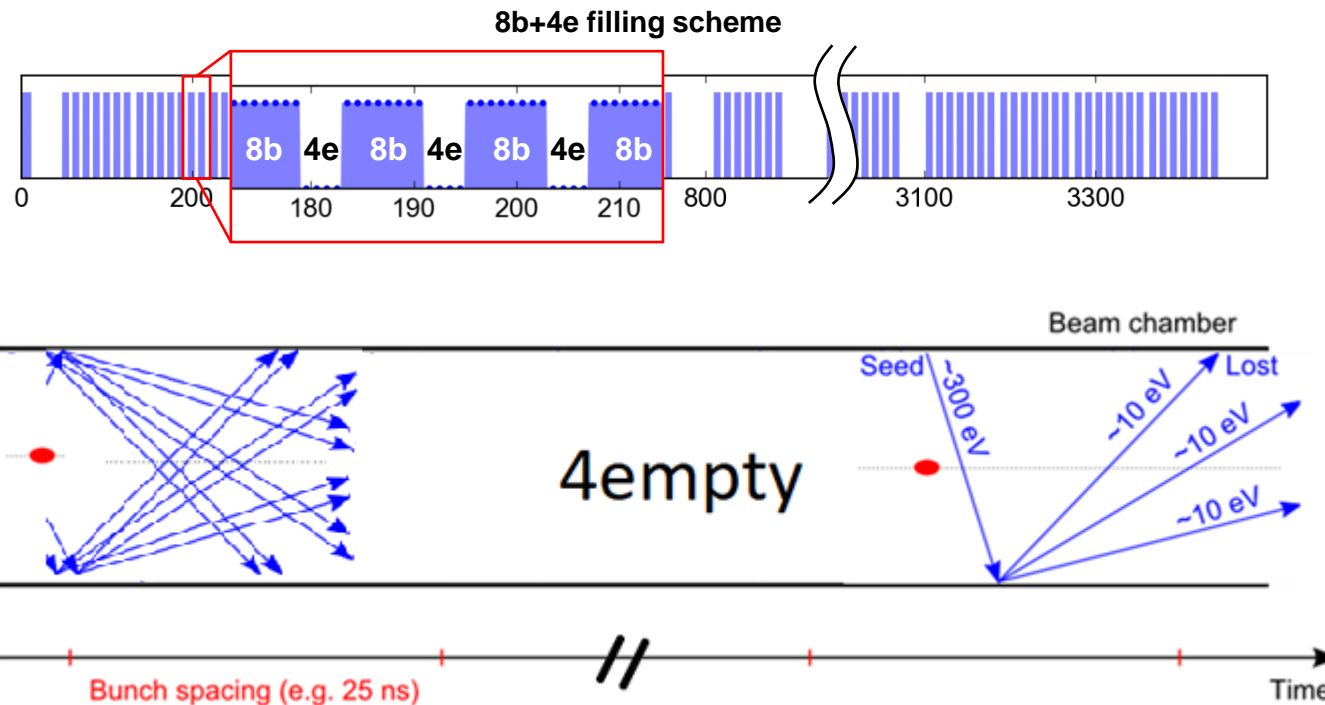 8b+4e filling scheme
8b 4e 8b 4e 8b 4e 8b
180 190 200 210
0 200 800 3100 3300
Beam chamber
Seed ~300 eV ~10 eV Lost
~10 eV
~10 eV
4empty
Bunch spacing (e.g. 25 ns)
Time